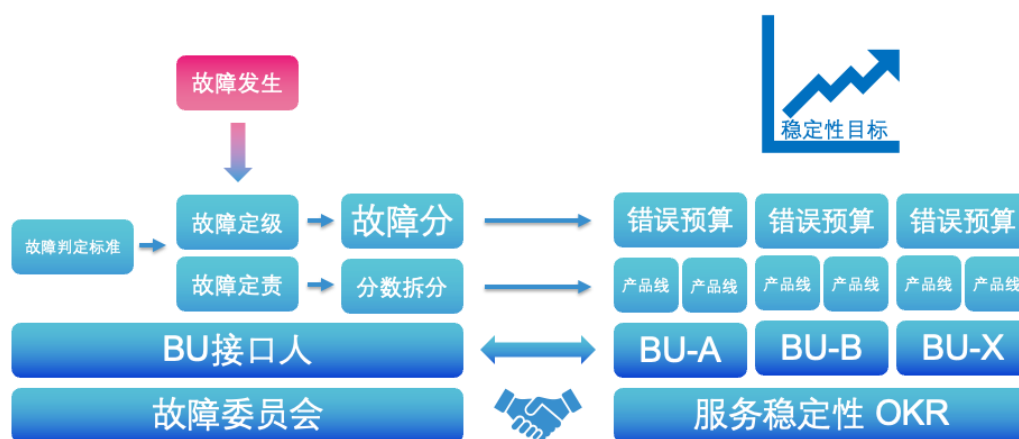 故障发生
稳定性目标
故障判定标准
故障定级
故障分
错误预算
错误预算
错误预算
故障定责
分数拆分
产品线
产品线
产品线
产品线
产品线
产品线
BU接口人
BU-A
BU-B
BU-X
故障委员会
服务稳定性 OKR